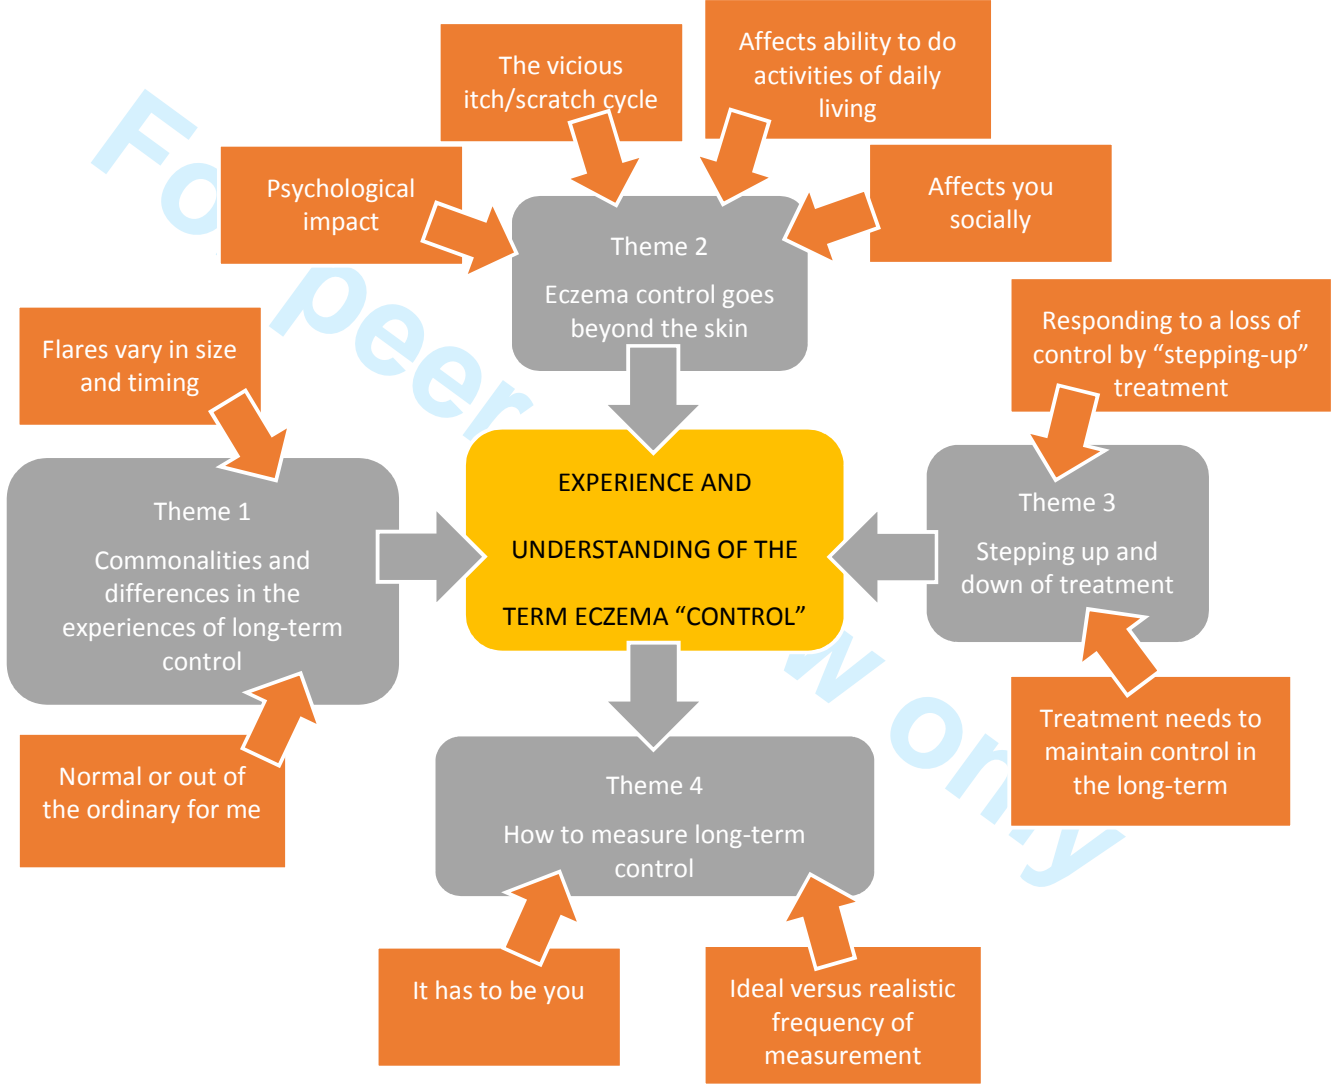 The vicious
itch/scratch cycle
Affects ability to do
activities of daily
living
Psychological
impact
Affects you
socially
Theme 2
Eczema control goes
beyond the skin
Flares vary in size
and timing
Responding to a loss of
control by “stepping-up”
treatment
Theme 1
Commonalities and
differences in the
experiences of long-term
control
EXPERIENCE AND
UNDERSTANDING OF THE
TERM ECZEMA “CONTROL”
Theme 3
Stepping up and
down of treatment
Normal or out of
the ordinary for me
Treatment needs to
maintain control in
the long-term
Theme 4
How to measure long-term
control
It has to be you
Ideal versus realistic
frequency of
measurement
peer
only